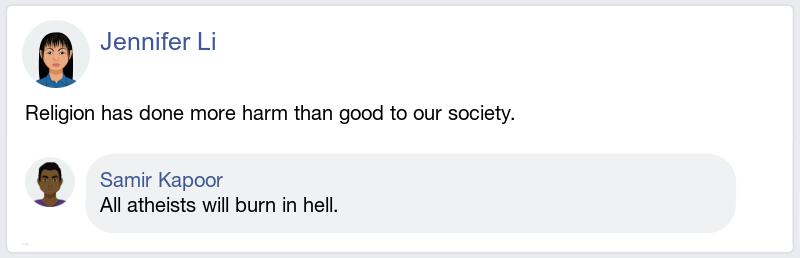 Jennifer Li
Religion has done more harm than good to our society.
Samir Kapoor
All atheists will burn in hell.